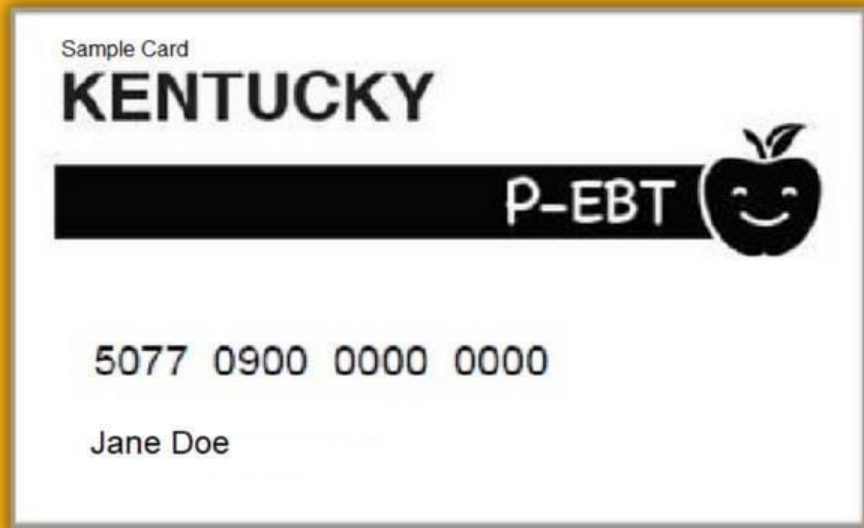 Sample Card
KENTUCKY
P-EBT
5077 0900 0000 0000
Jane Doe